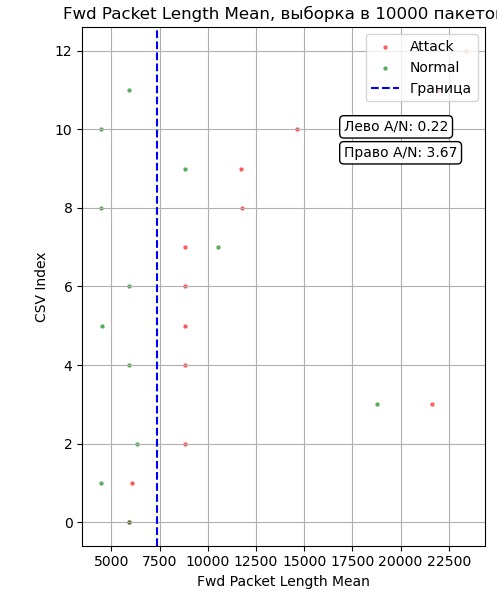 Fwd Packet Length Mean, выборка в 10000 пакето
Attack
Normal
Граница
Лево A/N: 0.22
Право A/N: 3.67
12
10
8
6
4
2
0
CSV Index
5000 7500 10000 12500 15000 17500 20000 22500
Fwd Packet Length Mean